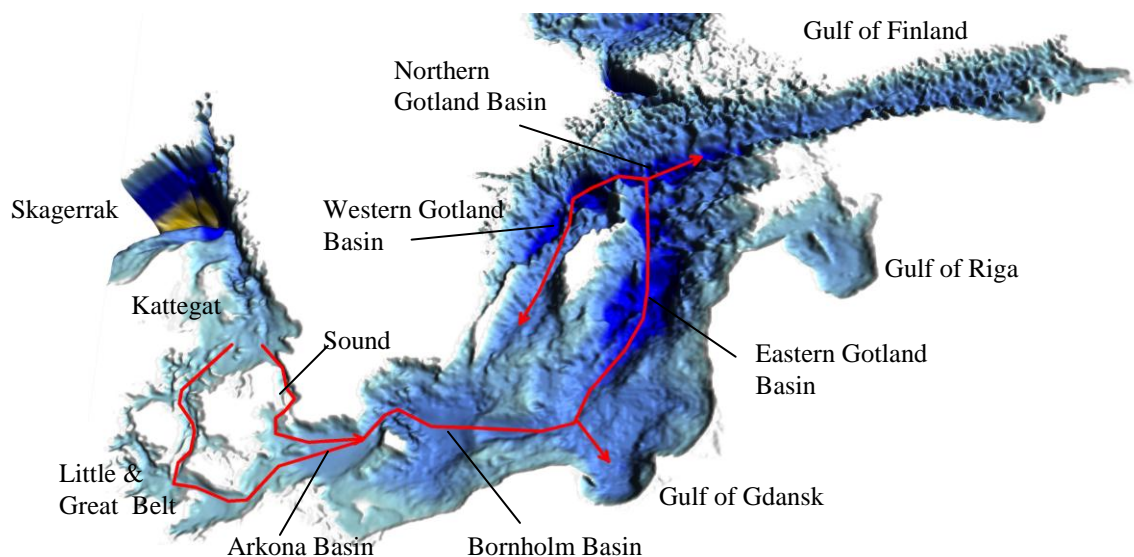 Gulf of Finland
Northern
Gotland Basin
Skagerrak
Western Gotland
Basin
Gulf of Riga
Kattegat
Sound
Eastern Gotland
Basin
Little &
Great Belt
Gulf of Gdansk
Arkona Basin
Bornholm Basin